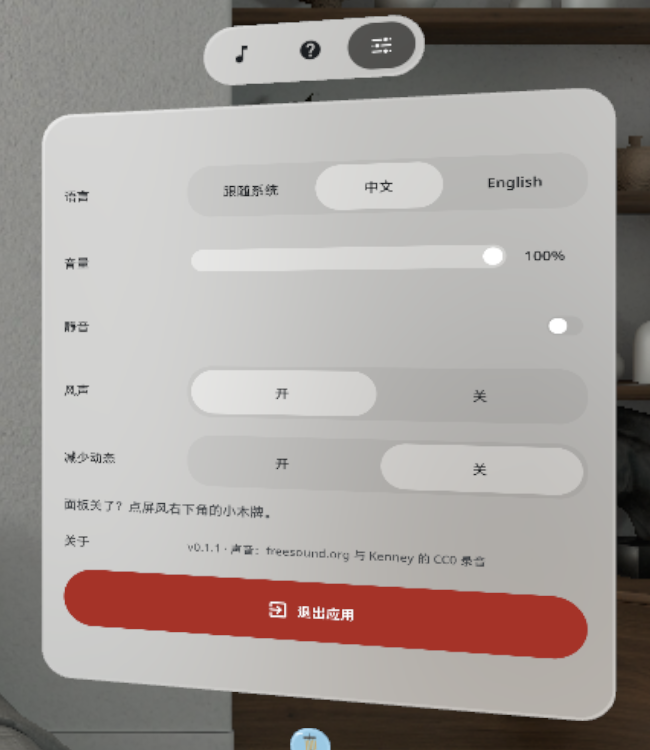 语言 跟随系统 中文 English
音量 100%
静音
风声 开 关
减少动态 开 关
面板关了？点屏风右下角的小木牌。
关于 v0.1.1 · 声音：freesound.org 与 Kenney 的 CC0 录音
退出应用